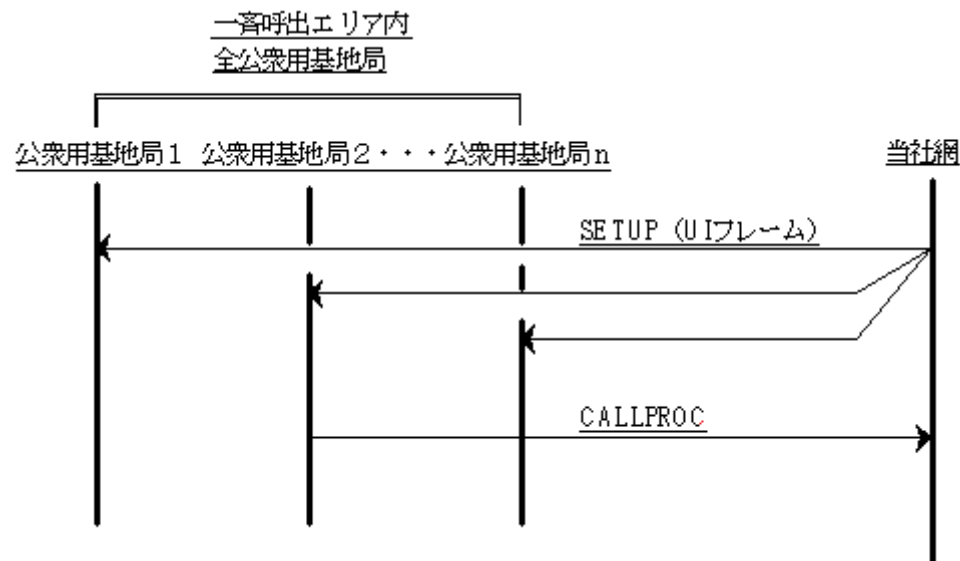 一斉呼出エリア内
全公衆用基地局
公衆用基地局1 公衆用基地局2・・・公衆用基地局n 当社網
SETUP (UIフレーム)
CALLPROC